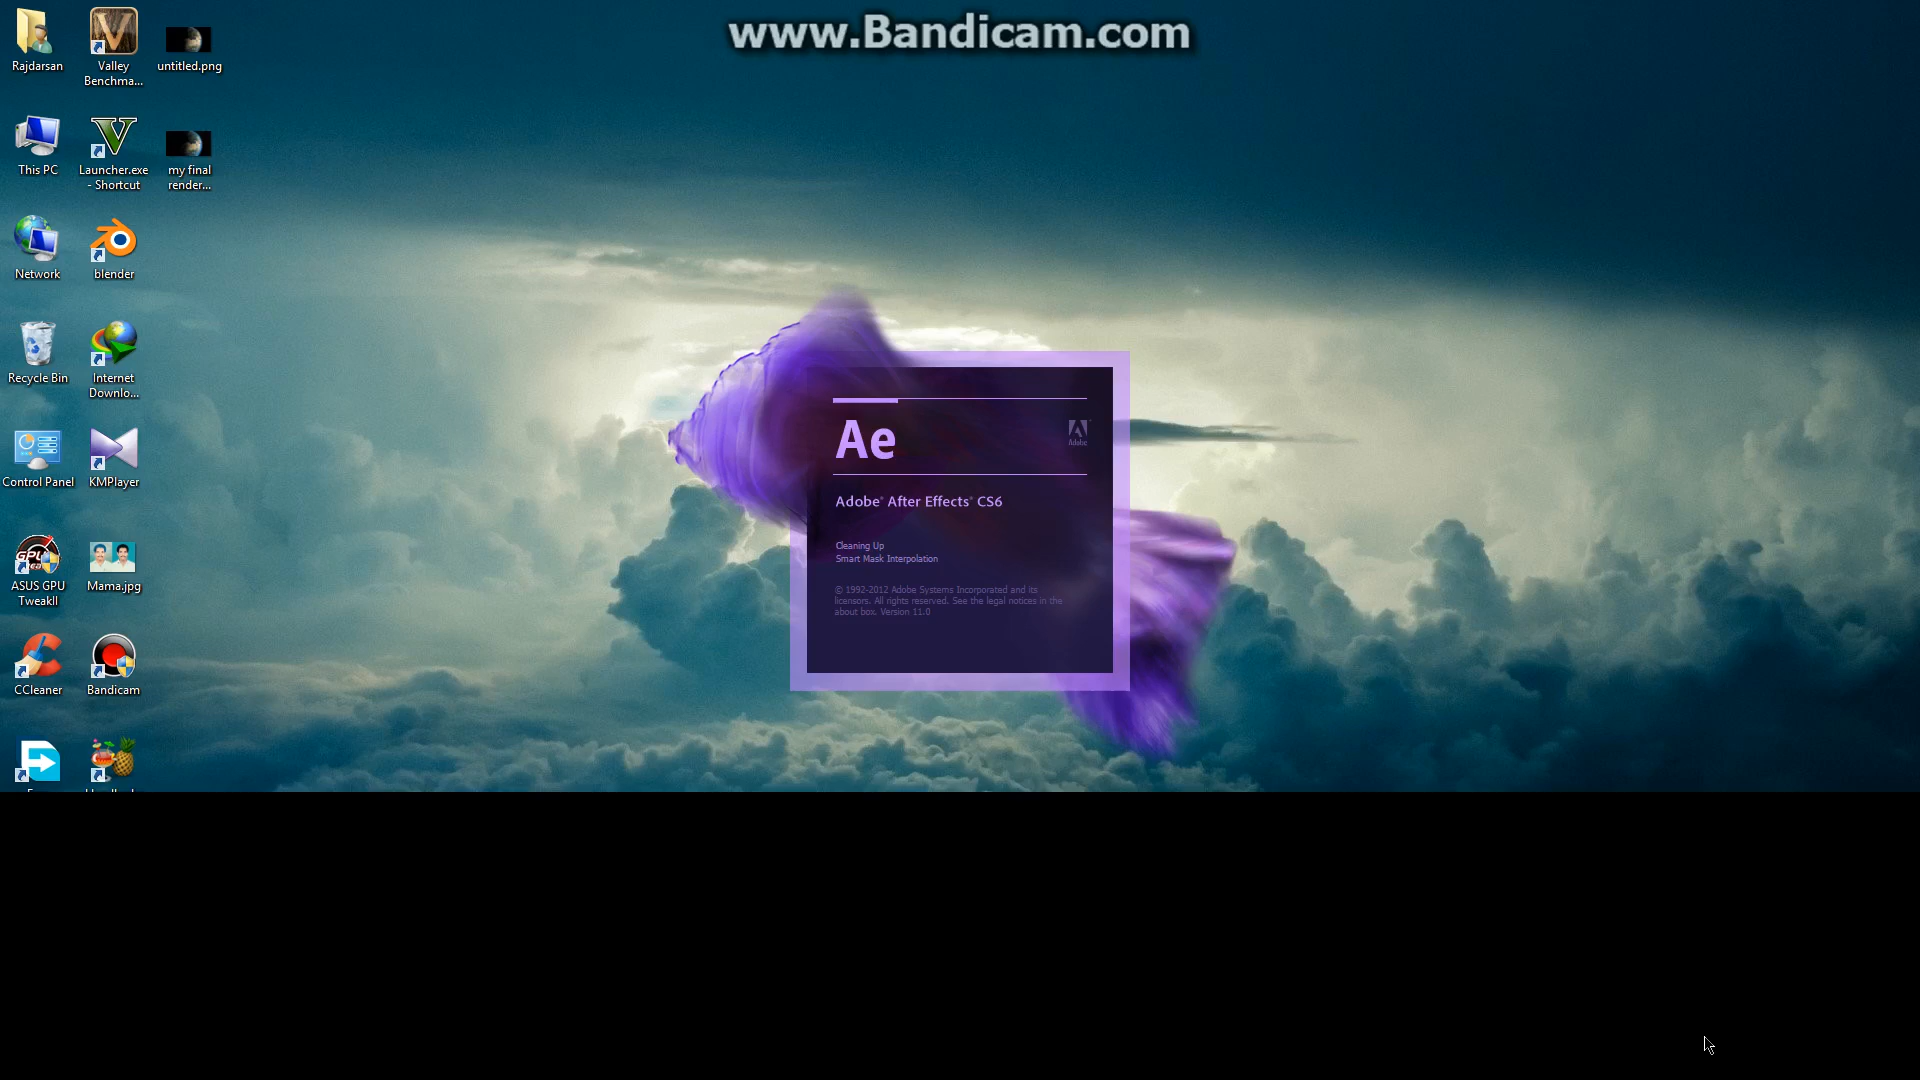 www.Bandicam.com
Rajdarsan
Valley
Benchma...
untitled.png
This PC
Launcher.exe
- Shortcut
my final
render...
Network
blender
Recycle Bin
Internet
Downlo...
Control Panel
KMPlayer
ASUS GPU
TweakII
Mama.jpg
CCleaner
Bandicam
Ae
Adobe
Adobe® After Effects® CS6
Cleaning Up
Smart Mask Interpolation
© 1992-2012 Adobe Systems Incorporated and its
licensors. All rights reserved. See the legal notices in the
about box. Version 11.0